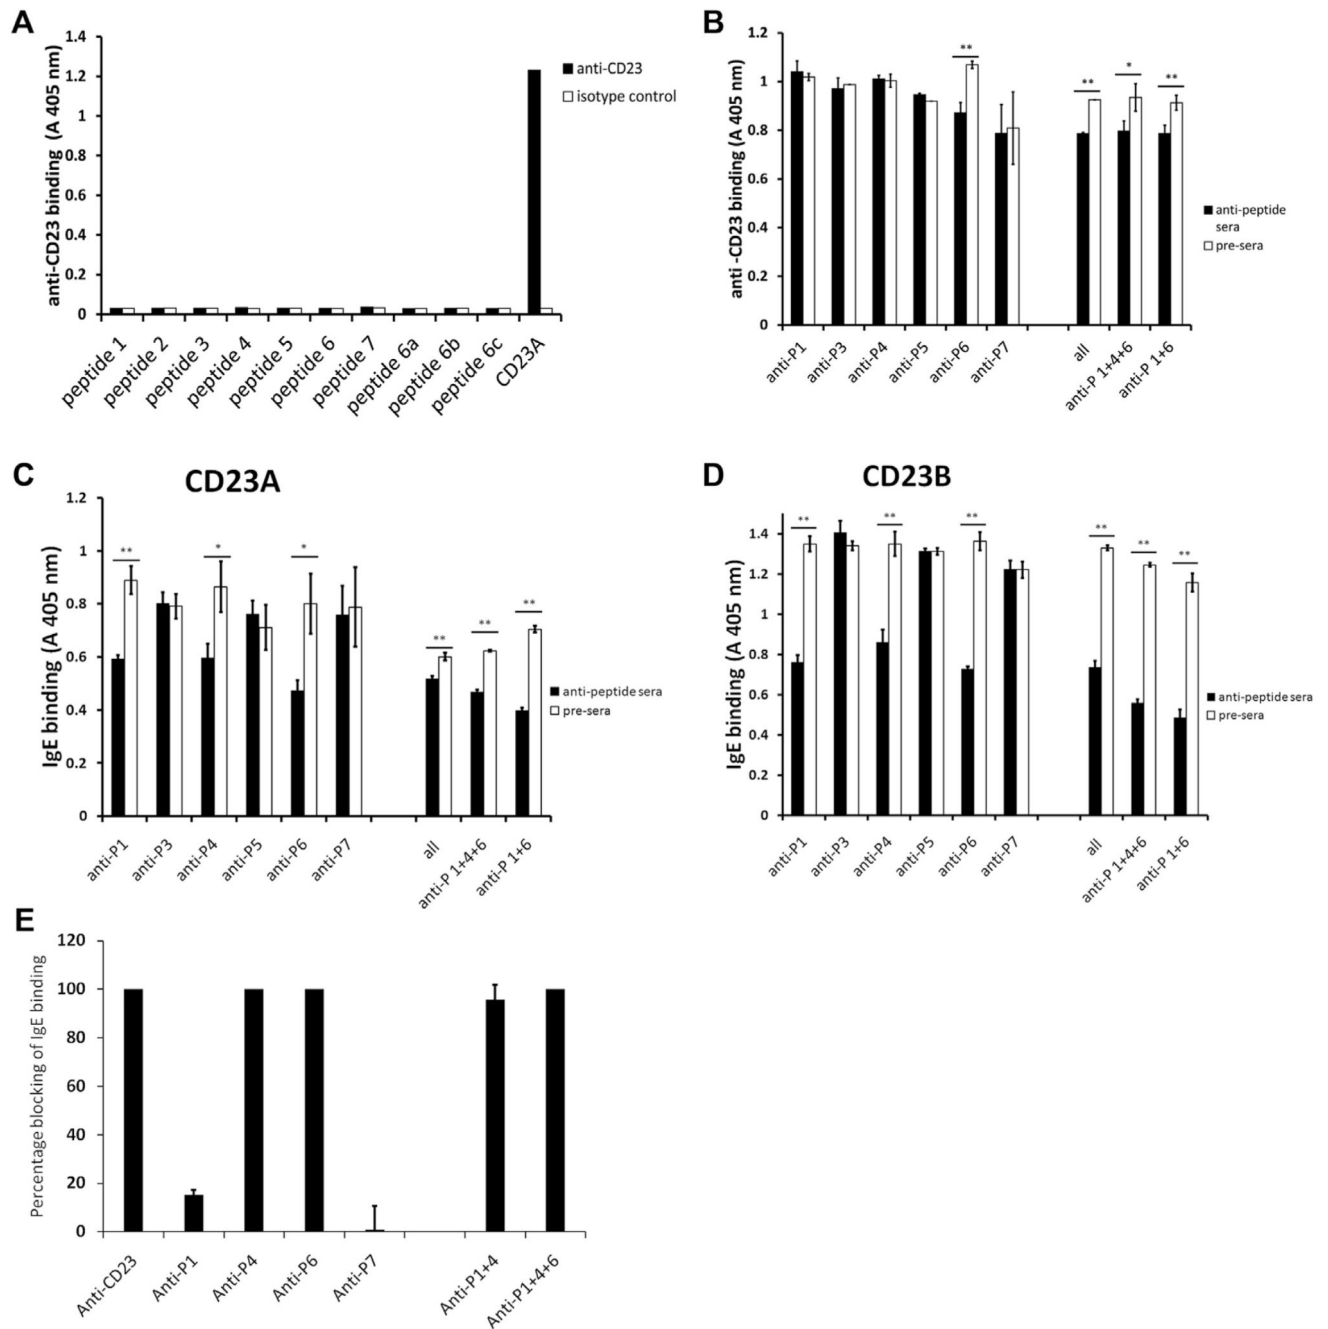 A
anti-CD23 binding (A 405 nm)
1.4
1.2
1
0.8
0.6
0.4
0.2
0
anti-CD23
isotype control
peptide 1
peptide 2
peptide 3
peptide 4
peptide 5
peptide 6
peptide 7
peptide 6a
peptide 6b
peptide 6c
CD23A
B
anti -CD23 binding (A 405 nm)
1.2
1
0.8
0.6
0.4
0.2
0
**
**
*
**
anti-peptide
sera
pre-sera
anti-P1
anti-P3
anti-P4
anti-P5
anti-P6
anti-P7
all
anti-P 1+4+6
anti-P 1+6
C
CD23A
IgE binding (A 405 nm)
1.2
1
0.8
0.6
0.4
0.2
0
**
*
*
**
**
**
anti-peptide sera
pre-sera
anti-P1
anti-P3
anti-P4
anti-P5
anti-P6
anti-P7
all
anti-P 1+4+6
anti-P 1+6
D
CD23B
IgE binding (A 405 nm)
1.4
1.2
1
0.8
0.6
0.4
0.2
0
**
**
**
**
**
**
anti-peptide sera
pre-sera
anti-P1
anti-P3
anti-P4
anti-P5
anti-P6
anti-P7
all
anti-P 1+4+6
anti-P 1+6
E
Percentage blocking of IgE binding
120
100
80
60
40
20
0
Anti-CD23
Anti-P1
Anti-P4
Anti-P6
Anti-P7
Anti-P1+4
Anti-P1+4+6